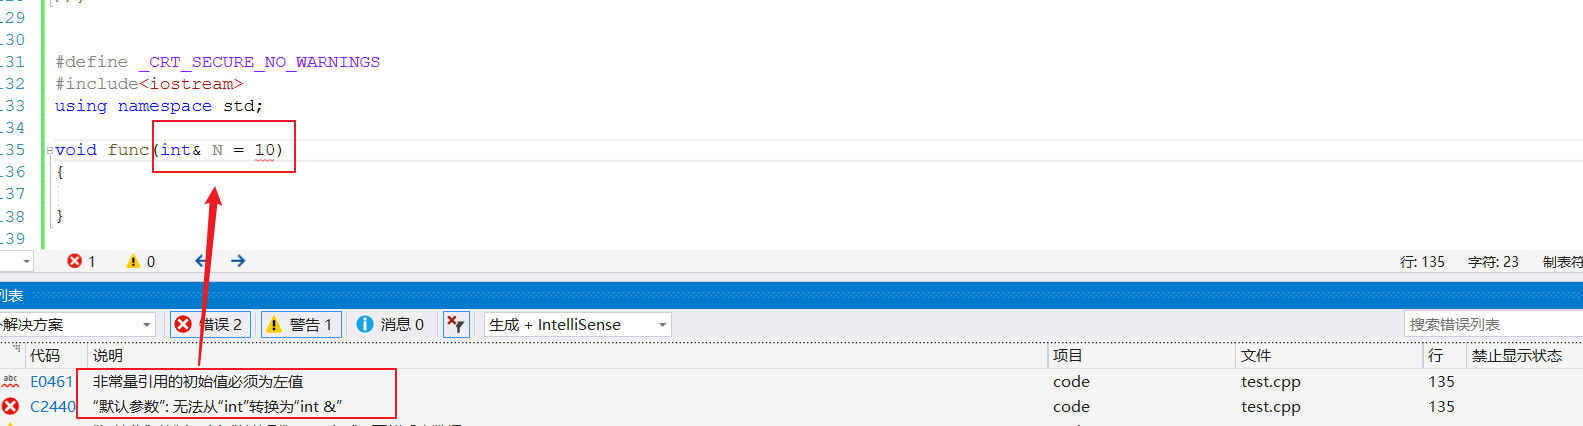 129
130
131 #define _CRT_SECURE_NO_WARNINGS
132 #include<iostream>
133 using namespace std;
134
135 void func(int& N = 10)
136 {
137
138 }
139
1 0 行: 135 字符: 23 制表符
列表
解决方案 错误 2 警告 1 消息 0 生成 + IntelliSense 搜索错误列表
代码 说明 项目 文件 行 禁止显示状态
abc E0461 非常量引用的初始值必须为左值 code test.cpp 135
C2440 “默认参数”: 无法从“int”转换为“int &” code test.cpp 135